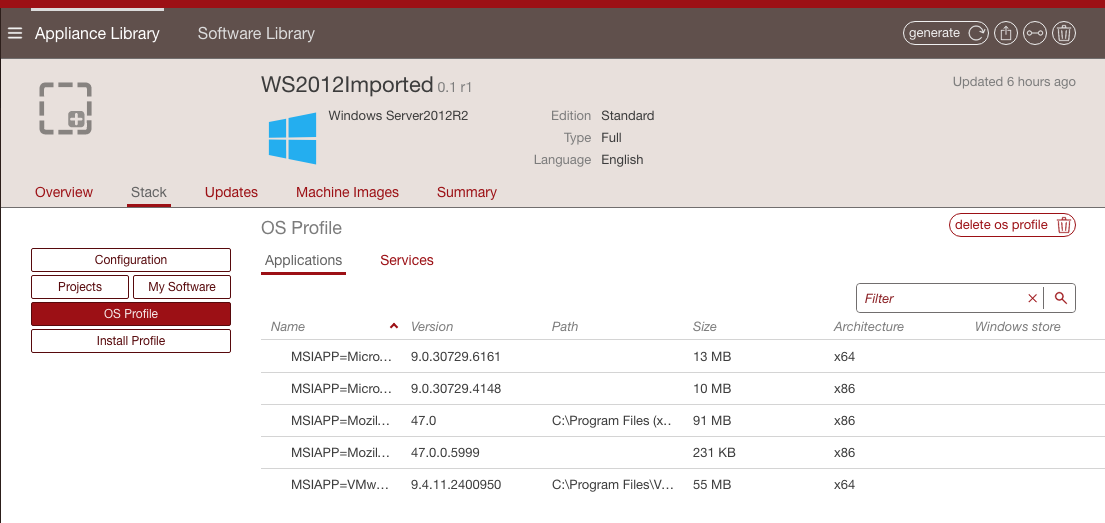 Appliance Library Software Library generate
WS2012Imported 0.1 r1 Updated 6 hours ago
Windows Server2012R2 Edition Standard
Type Full
Language English
Overview Stack Updates Machine Images Summary
OS Profile delete os profile
Configuration Applications Services
Projects My Software
OS Profile
Install Profile
Filter
Name Version Path Size Architecture Windows store
MSIAPP=Micro... 9.0.30729.6161 13 MB x64
MSIAPP=Micro... 9.0.30729.4148 10 MB x86
MSIAPP=Mozil... 47.0 C:\Program Files (x.. 91 MB x86
MSIAPP=Mozil... 47.0.0.5999 231 KB x86
MSIAPP=VMw... 9.4.11.2400950 C:\Program Files\V... 55 MB x64